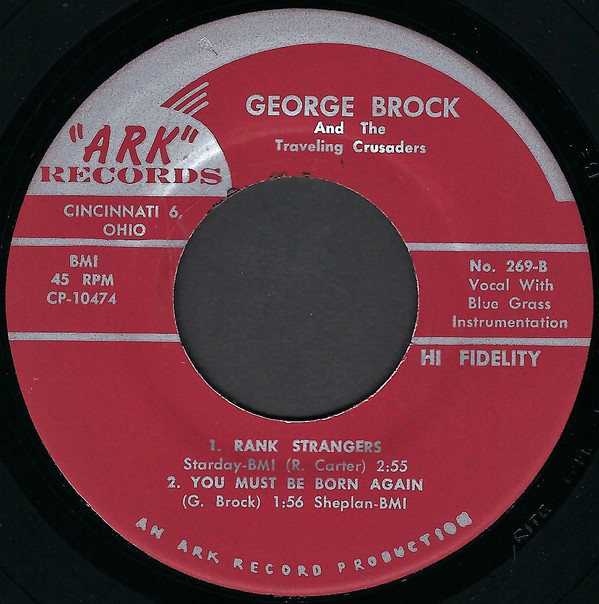 "ARK"
RECORDS
CINCINNATI 6,
OHIO
BMI
45 RPM
CP-10474
GEORGE BROCK
And The
Traveling Crusaders
No. 269-B
Vocal With
Blue Grass
Instrumentation
HI FIDELITY
1. RANK STRANGERS
Starday-BMI (R. Carter) 2:55
2. YOU MUST BE BORN AGAIN
(G. Brock) 1:56 Sheplan-BMI
AN ARK RECORD PRODUCTION
RITE